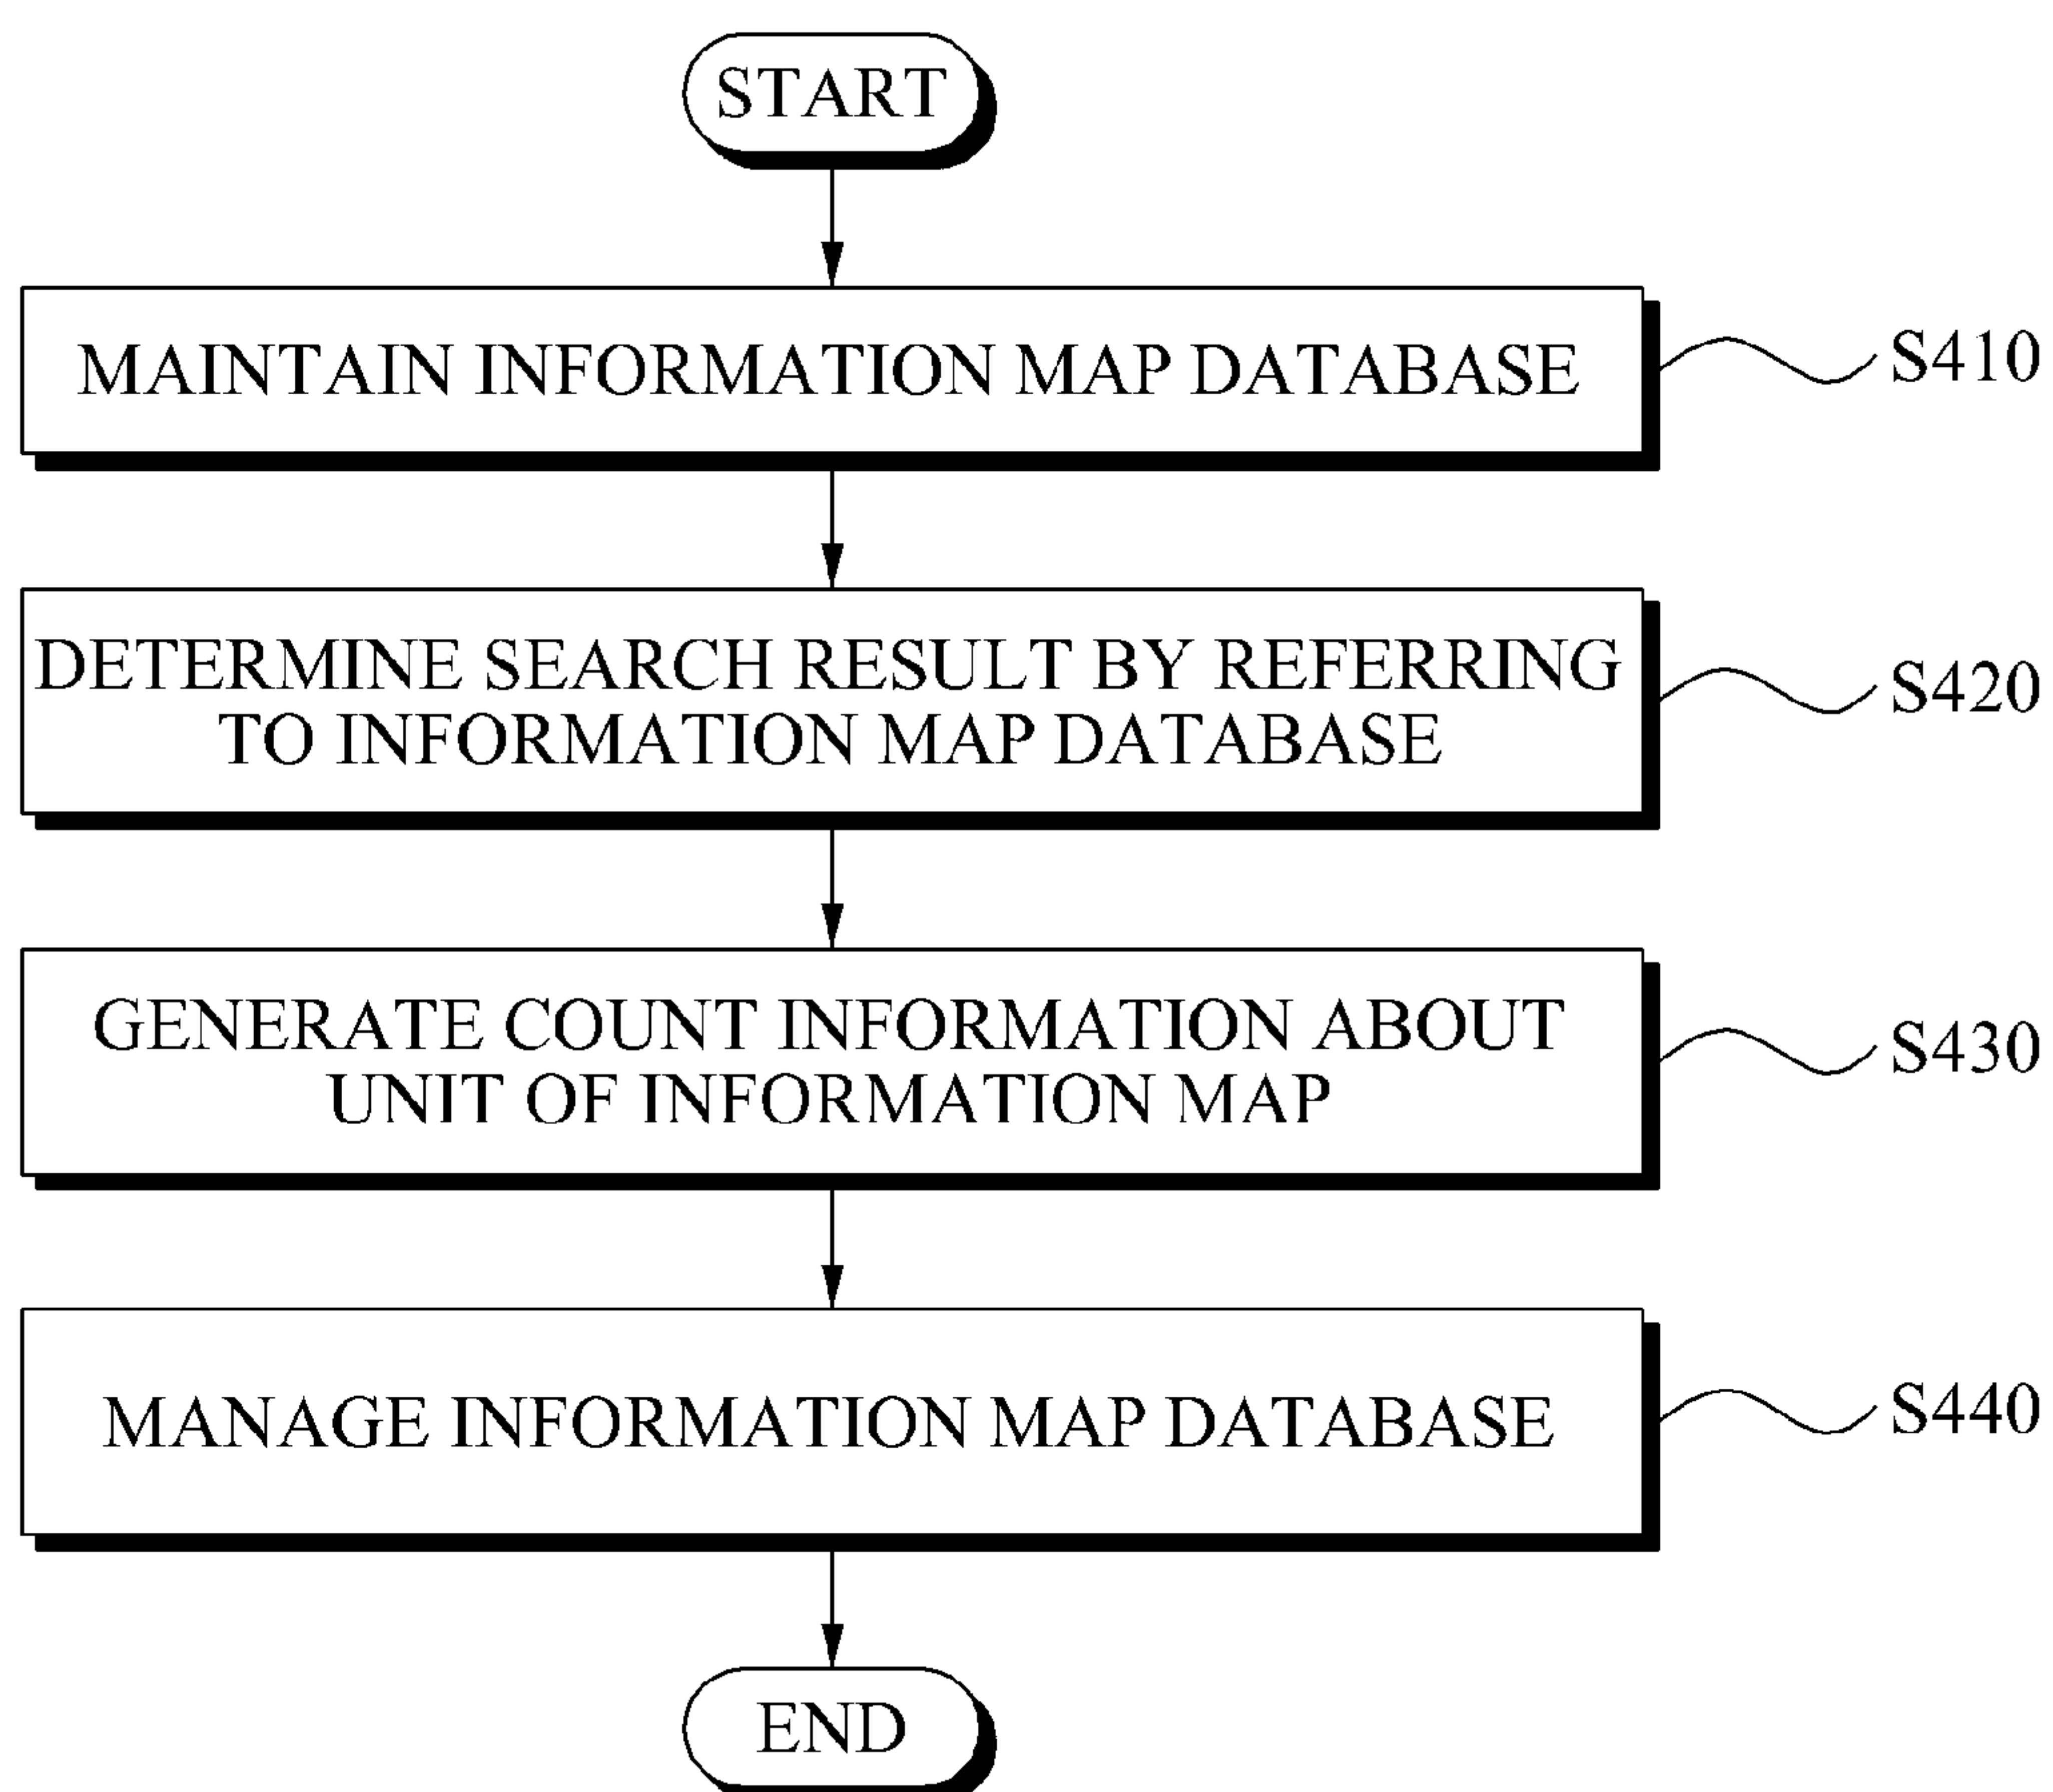 START
MAINTAIN INFORMATION MAP DATABASE
S410
DETERMINE SEARCH RESULT BY REFERRING
TO INFORMATION MAP DATABASE
S420
GENERATE COUNT INFORMATION ABOUT
UNIT OF INFORMATION MAP
S430
MANAGE INFORMATION MAP DATABASE
S440
END